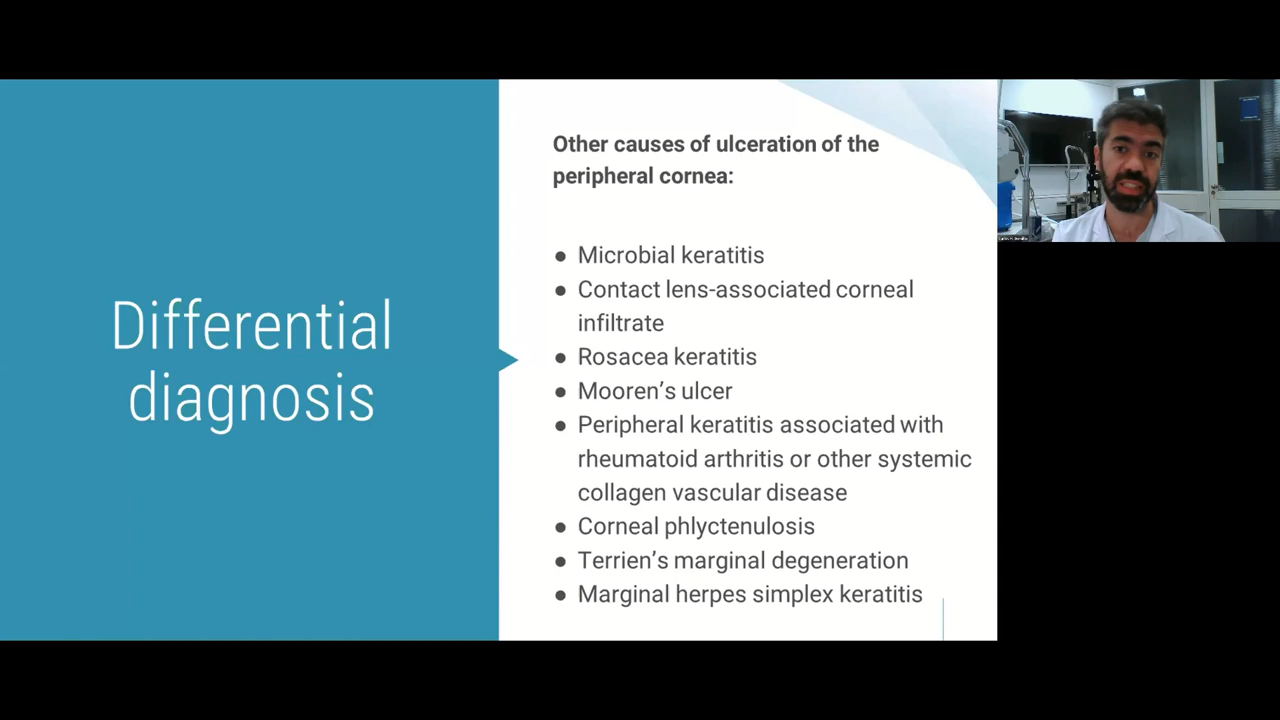 Differential
diagnosis
Other causes of ulceration of the
peripheral cornea:
● Microbial keratitis
● Contact lens-associated corneal
infiltrate
● Rosacea keratitis
● Mooren’s ulcer
● Peripheral keratitis associated with
rheumatoid arthritis or other systemic
collagen vascular disease
● Corneal phlyctenulosis
● Terrien’s marginal degeneration
● Marginal herpes simplex keratitis